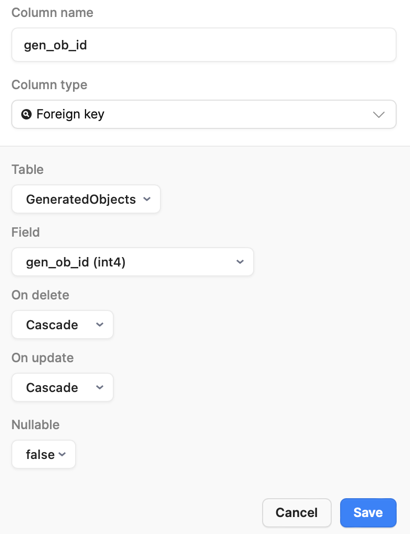 Column name
gen_ob_id
Column type
Foreign key
Table
GeneratedObjects
Field
gen_ob_id (int4)
On delete
Cascade
On update
Cascade
Nullable
false
Cancel Save